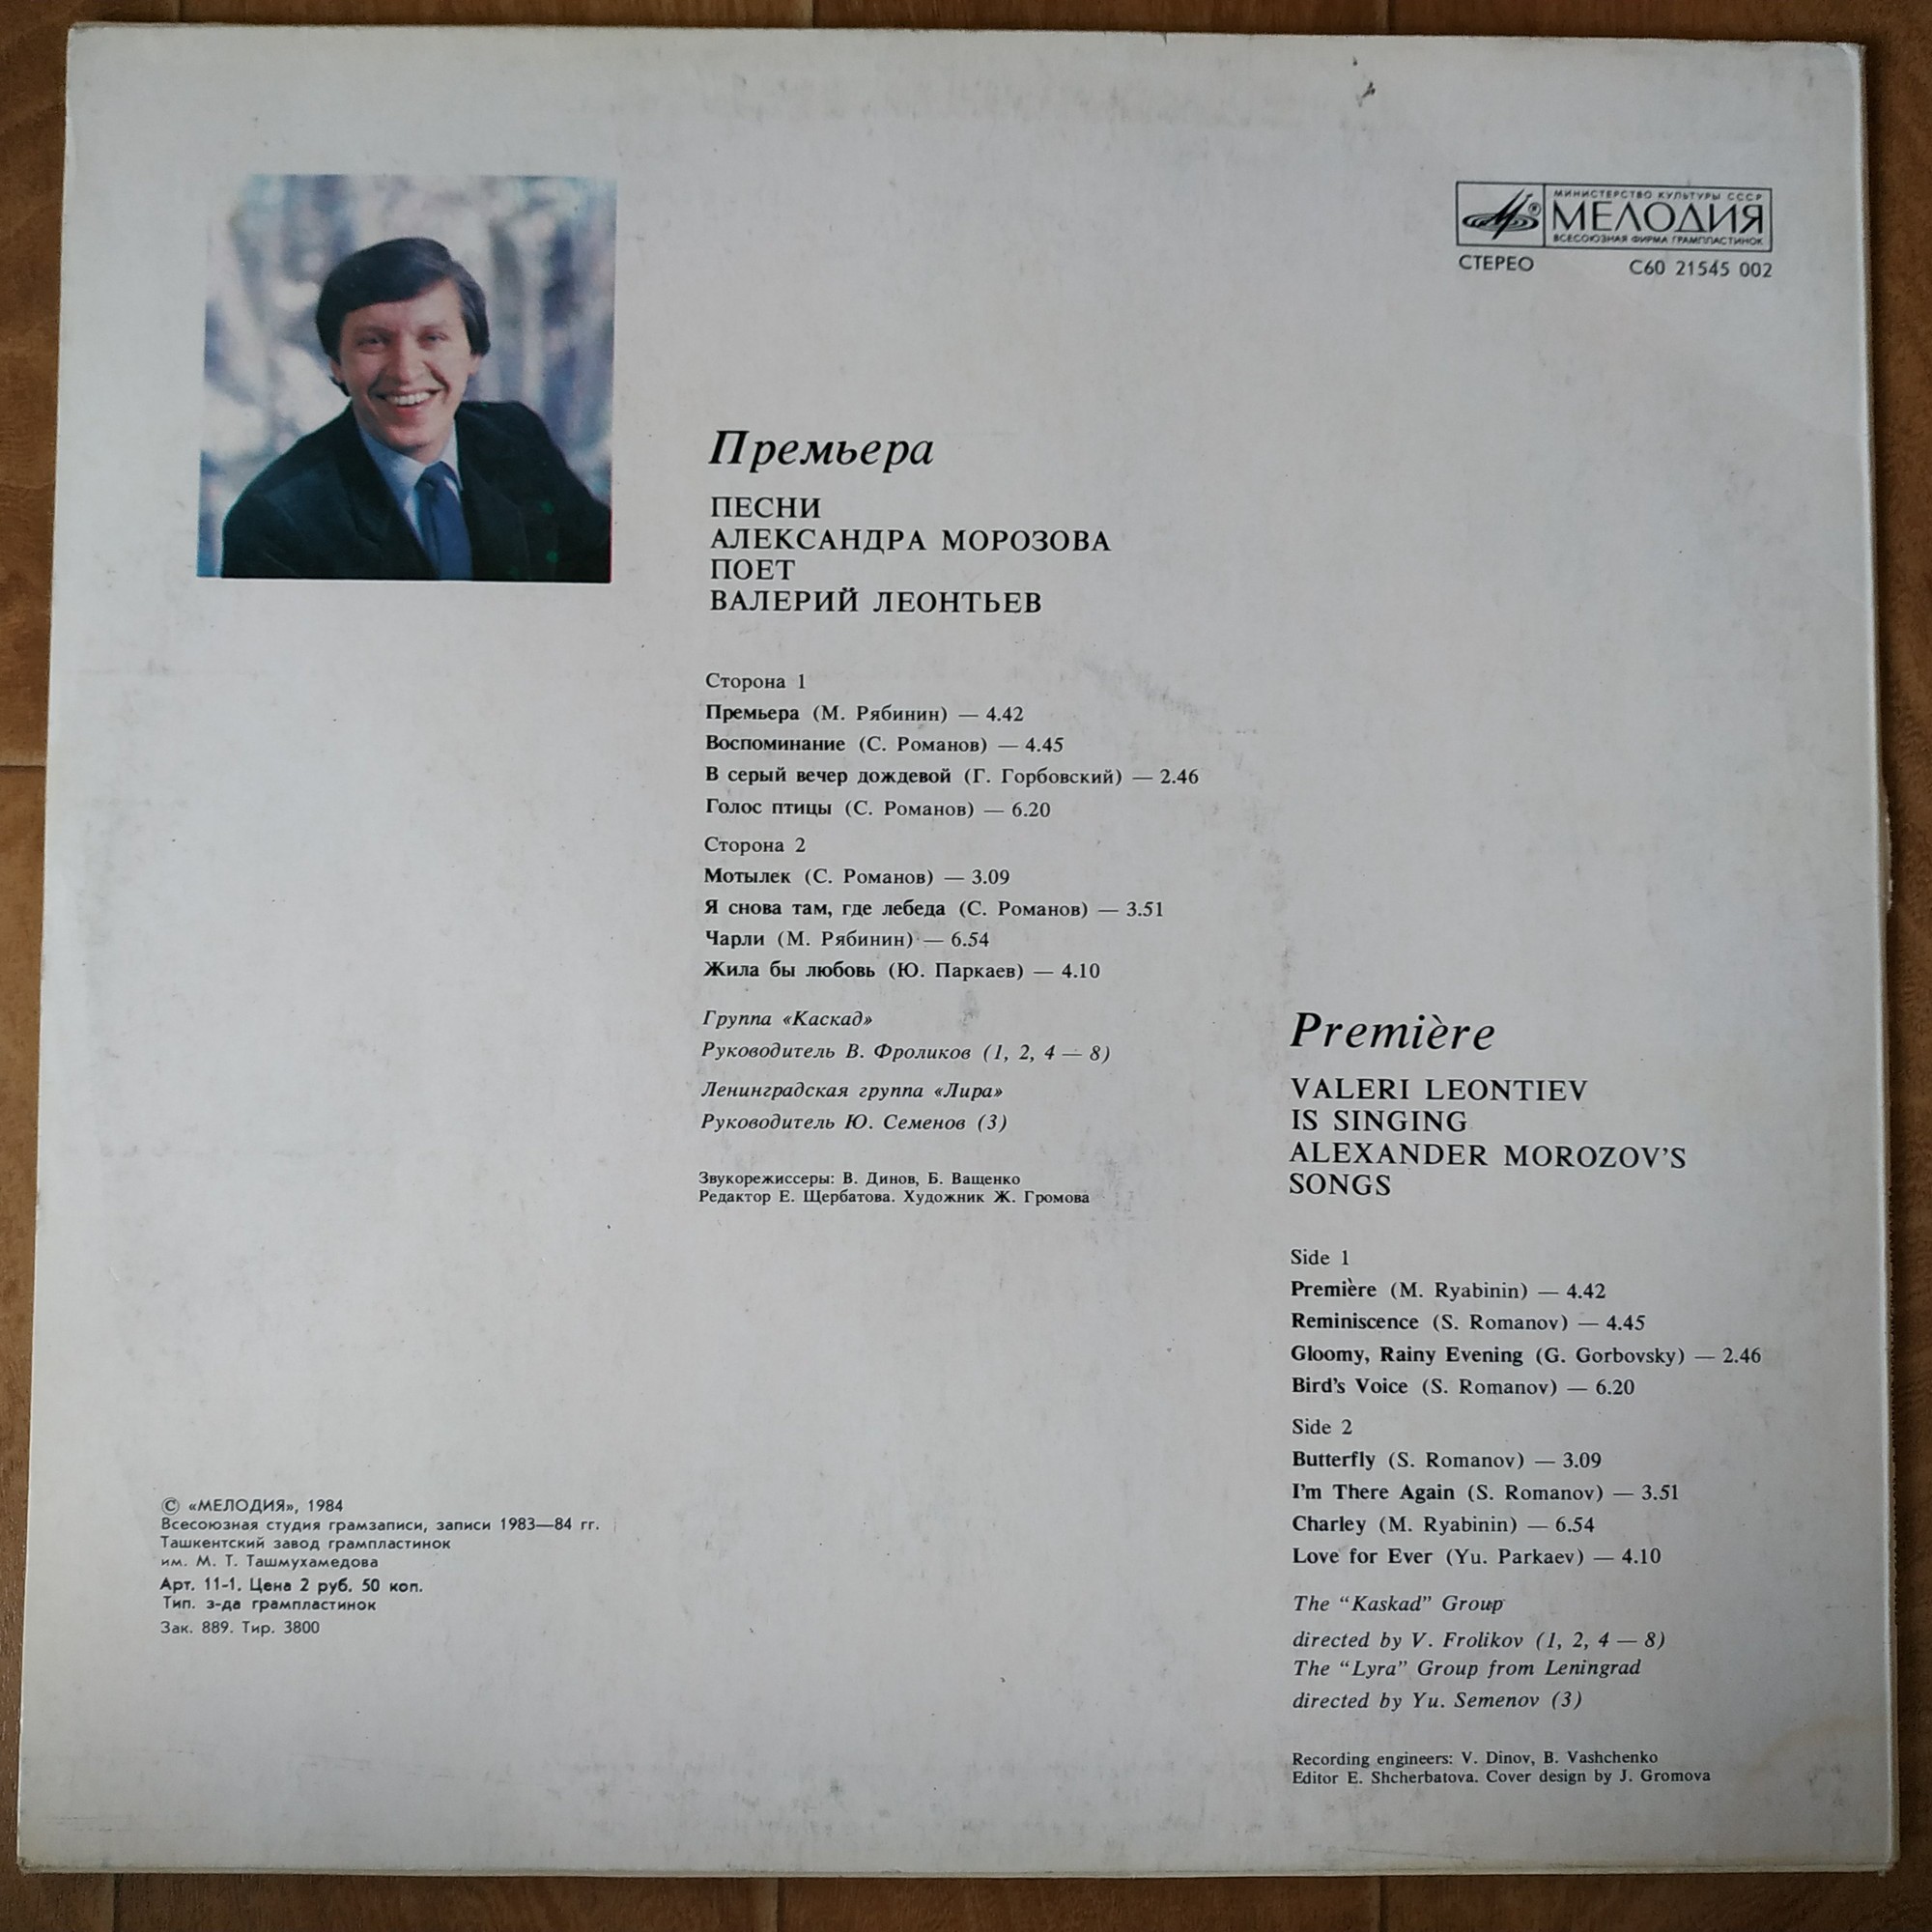 МИНИСТЕРСТВО КУЛЬТУРЫ СССР
МЕЛОДИЯ
ВСЕСОЮЗНАЯ ФИРМА ГРАМПЛАСТИНОК
СТЕРЕО С60 21545 002
Премьера
ПЕСНИ
АЛЕКСАНДРА МОРОЗОВА
ПОЕТ
ВАЛЕРИЙ ЛЕОНТЬЕВ
Сторона 1
Премьера (М. Рябинин) — 4.42
Воспоминание (С. Романов) — 4.45
В серый вечер дождевой (Г. Горбовский) — 2.46
Голос птицы (С. Романов) — 6.20
Сторона 2
Мотылек (С. Романов) — 3.09
Я снова там, где лебеда (С. Романов) — 3.51
Чарли (М. Рябинин) — 6.54
Жила бы любовь (Ю. Паркаев) — 4.10
Группа «Каскад»
Руководитель В. Фроликов (1, 2, 4 — 8)
Ленинградская группа «Лира»
Руководитель Ю. Семенов (3)
Звукорежиссеры: В. Динов, Б. Ващенко
Редактор Е. Щербатова. Художник Ж. Громова
Première
VALERI LEONTIEV
IS SINGING
ALEXANDER MOROZOV'S
SONGS
Side 1
Première (M. Ryabinin) — 4.42
Reminiscence (S. Romanov) — 4.45
Gloomy, Rainy Evening (G. Gorbovsky) — 2.46
Bird's Voice (S. Romanov) — 6.20
Side 2
Butterfly (S. Romanov) — 3.09
I'm There Again (S. Romanov) — 3.51
Charley (M. Ryabinin) — 6.54
Love for Ever (Yu. Parkaev) — 4.10
The “Kaskad” Group
directed by V. Frolikov (1, 2, 4 — 8)
The “Lyra” Group from Leningrad
directed by Yu. Semenov (3)
Recording engineers: V. Dinov, B. Vashchenko
Editor E. Shcherbatova. Cover design by J. Gromova
© «МЕЛОДИЯ», 1984
Всесоюзная студия грамзаписи, записи 1983—84 гг.
Ташкентский завод грампластинок
им. М. Т. Ташмухамедова
Арт. 11-1. Цена 2 руб. 50 коп.
Тип. з-да грампластинок
Зак. 889. Тир. 3800